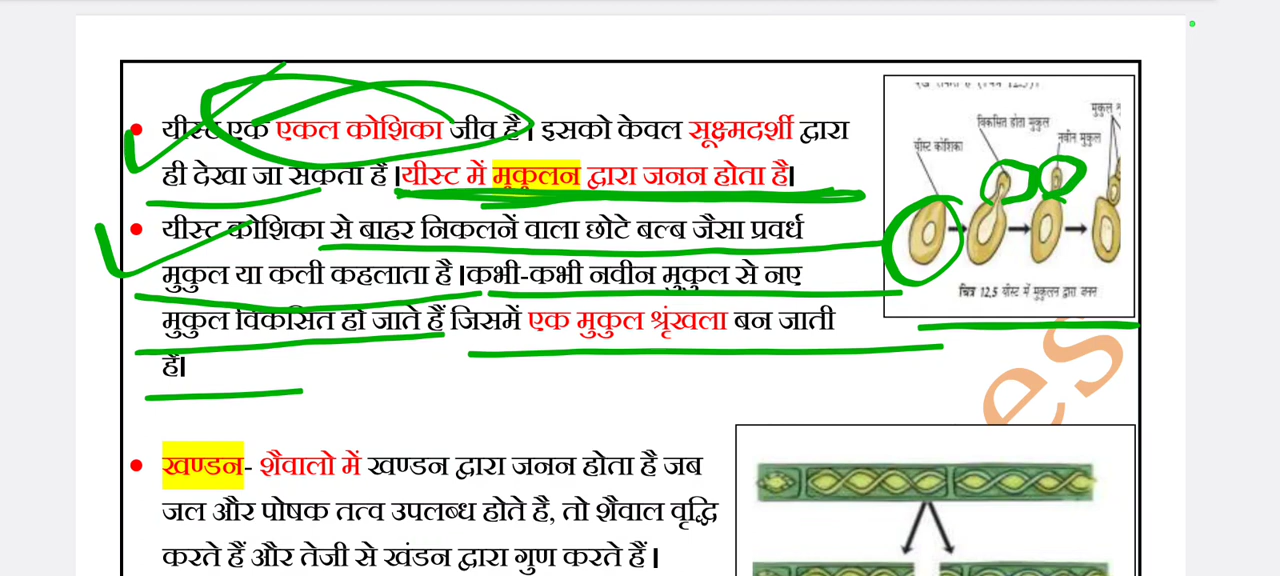 यीस्ट एक एकल कोशिका जीव है। इसको केवल सूक्ष्मदर्शी द्वारा
ही देखा जा सकता है।यीस्ट में मुकुलन द्वारा जनन होता है।
यीस्ट कोशिका से बाहर निकलनें वाला छोटे बल्ब जैसा प्रवर्ध
मुकुल या कली कहलाता है।कभी-कभी नवीन मुकुल से नए
मुकुल विकसित हो जाते हैं जिसमें एक मुकुल श्रृंखला बन जाती
है।
विकसित होता मुकुल
यीस्ट कोशिका
नवीन मुकुल
मुकुल
चित्र 12.5 यीस्ट में मुकुलन द्वारा जनन
es
खण्डन- शैवालो में खण्डन द्वारा जनन होता है जब
जल और पोषक तत्व उपलब्ध होते है, तो शैवाल वृद्धि
करते हैं और तेजी से खंडन द्वारा गुण करते हैं।